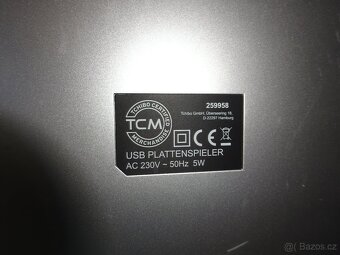 TCHIBO CERTIFIED
TCM
MERCHANDISE
259958
Tchibo GmbH, Überseering 18,
D-22297 Hamburg
CE
USB PLATTENSPIELER
AC 230V ~ 50Hz 5W
Bazoš.cz